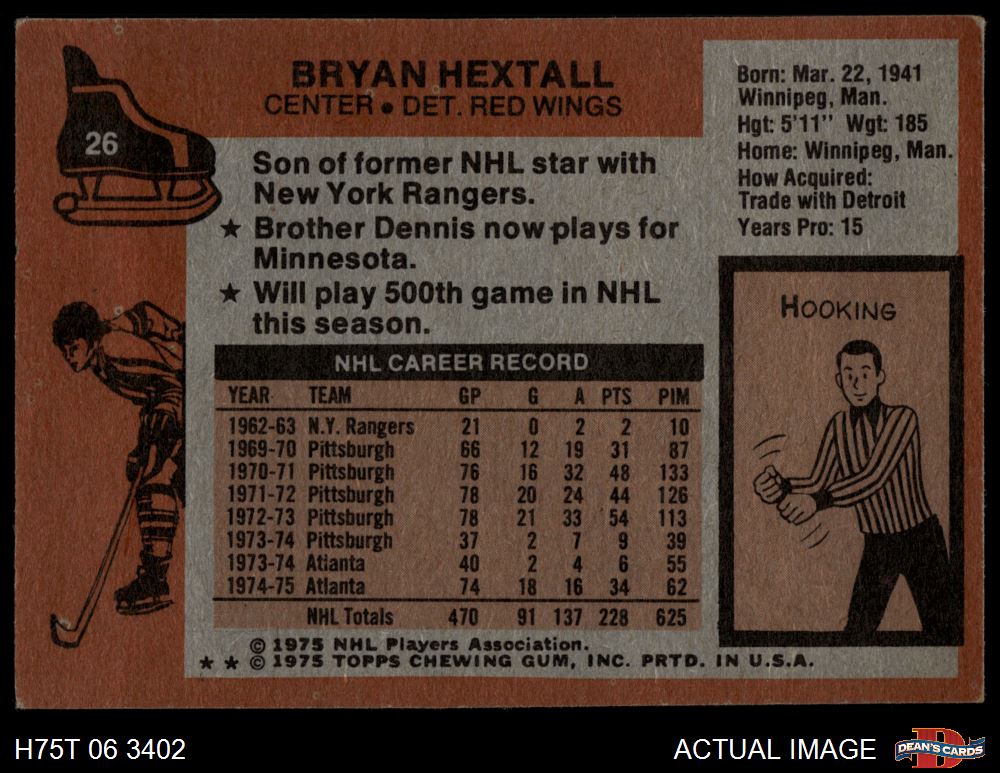 BRYAN HEXTALL
CENTER • DET. RED WINGS
26
Born: Mar. 22, 1941
Winnipeg, Man.
Hgt: 5'11" Wgt: 185
Home: Winnipeg, Man.
How Acquired:
Trade with Detroit
Years Pro: 15
Son of former NHL star with
New York Rangers.
★ Brother Dennis now plays for
Minnesota.
★ Will play 500th game in NHL
this season.
HOOKING
NHL CAREER RECORD
YEAR TEAM GP G A PTS PIM
1962-63 N.Y. Rangers 21 0 2 2 10
1969-70 Pittsburgh 66 12 19 31 87
1970-71 Pittsburgh 76 16 32 48 133
1971-72 Pittsburgh 78 20 24 44 126
1972-73 Pittsburgh 78 21 33 54 113
1973-74 Pittsburgh 37 2 7 9 39
1973-74 Atlanta 40 2 4 6 55
1974-75 Atlanta 74 18 16 34 62
NHL Totals 470 91 137 228 625
© 1975 NHL Players Association.
★ ★ © 1975 TOPPS CHEWING GUM, INC. PRTD. IN U.S.A.
H75T 06 3402
ACTUAL IMAGE
D
DEAN'S CARDS